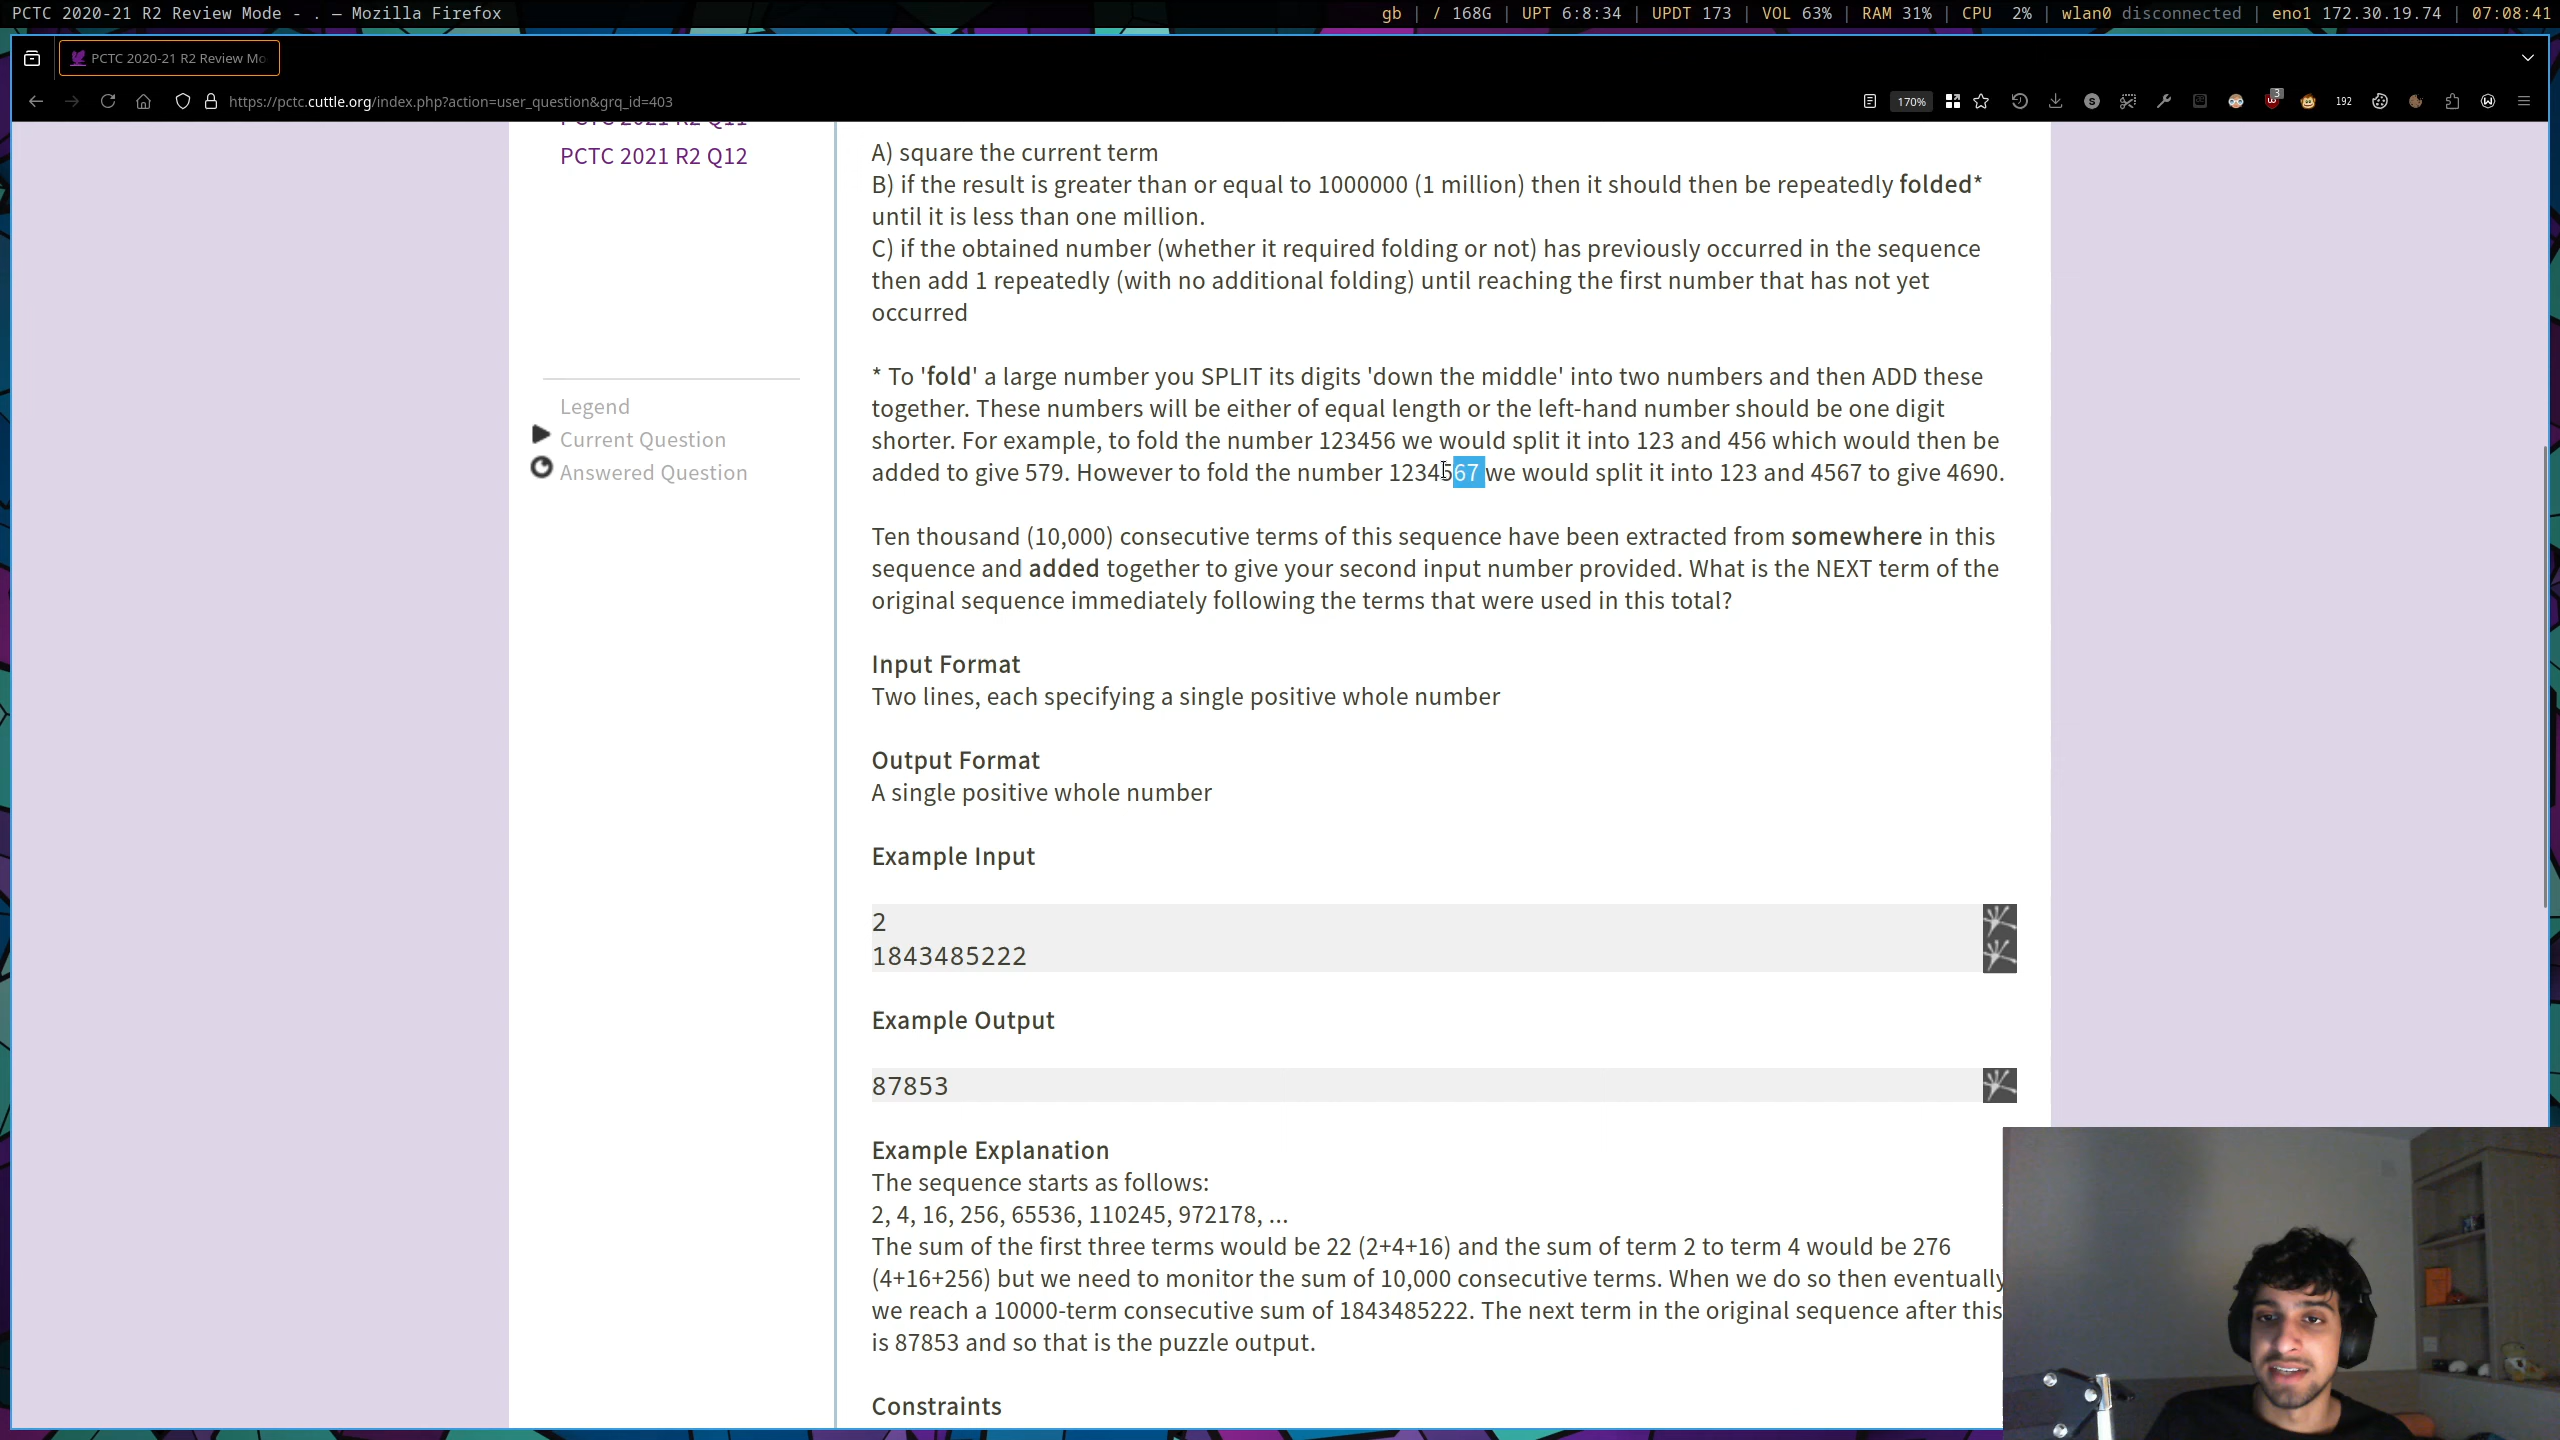 PCTC 2020-21 R2 Review Mode - . — Mozilla Firefox
gb | / 168G | UPT 6:8:34 | UPDT 173 | VOL 63% | RAM 31% | CPU 2% | wlan0 disconnected | eno1 172.30.19.74 | 07:08:41
PCTC 2020-21 R2 Review Mo
https://pctc.cuttle.org/index.php?action=user_question&grq_id=403
170%
3
192
PCTC 2021 R2 Q11
PCTC 2021 R2 Q12
Legend
Current Question
Answered Question
A) square the current term
B) if the result is greater than or equal to 1000000 (1 million) then it should then be repeatedly folded*
until it is less than one million.
C) if the obtained number (whether it required folding or not) has previously occurred in the sequence
then add 1 repeatedly (with no additional folding) until reaching the first number that has not yet
occurred
* To 'fold' a large number you SPLIT its digits 'down the middle' into two numbers and then ADD these
together. These numbers will be either of equal length or the left-hand number should be one digit
shorter. For example, to fold the number 123456 we would split it into 123 and 456 which would then be
added to give 579. However to fold the number 1234567 we would split it into 123 and 4567 to give 4690.
Ten thousand (10,000) consecutive terms of this sequence have been extracted from somewhere in this
sequence and added together to give your second input number provided. What is the NEXT term of the
original sequence immediately following the terms that were used in this total?
Input Format
Two lines, each specifying a single positive whole number
Output Format
A single positive whole number
Example Input
2
1843485222
Example Output
87853
Example Explanation
The sequence starts as follows:
2, 4, 16, 256, 65536, 110245, 972178, ...
The sum of the first three terms would be 22 (2+4+16) and the sum of term 2 to term 4 would be 276
(4+16+256) but we need to monitor the sum of 10,000 consecutive terms. When we do so then eventually
we reach a 10000-term consecutive sum of 1843485222. The next term in the original sequence after this
is 87853 and so that is the puzzle output.
Constraints